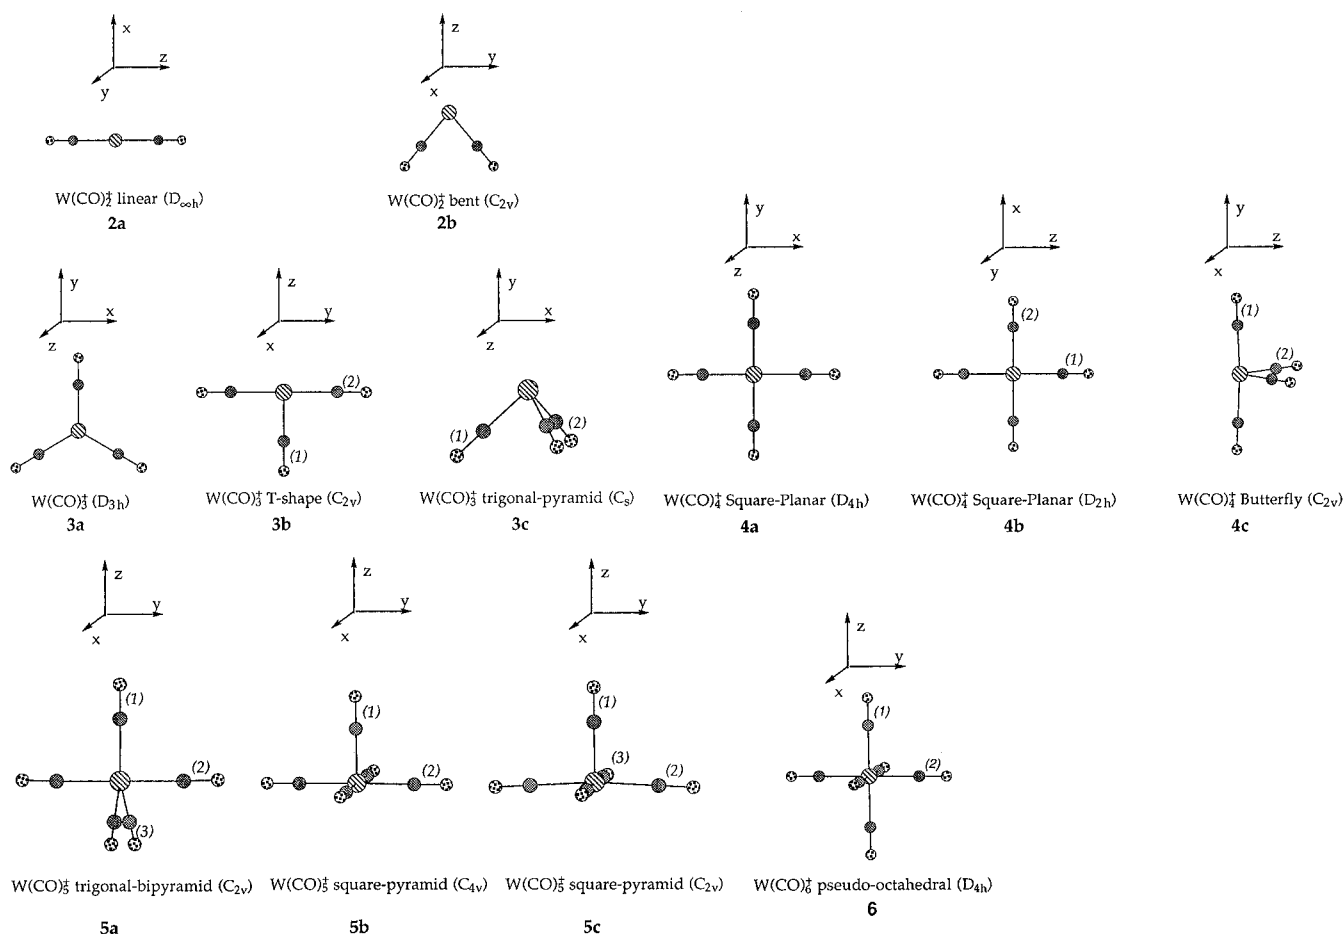 x
z
y
W(CO)₂⁺ linear (D∞h)
2a
z
y
x
W(CO)₂⁺ bent (C₂ᵥ)
2b
y
x
z
W(CO)₃⁺ (D₃h)
3a
z
y
x
(2)
(1)
W(CO)₃⁺ T-shape (C₂ᵥ)
3b
y
x
z
(1)
(2)
W(CO)₃⁺ trigonal-pyramid (Cₛ)
3c
y
x
z
W(CO)₄⁺ Square-Planar (D₄h)
4a
x
z
y
(2)
(1)
W(CO)₄⁺ Square-Planar (D₂h)
4b
y
z
x
(1)
(2)
W(CO)₄⁺ Butterfly (C₂ᵥ)
4c
z
y
x
(1)
(2)
(3)
W(CO)₅⁺ trigonal-bipyramid (C₂ᵥ)
5a
z
y
x
(1)
(2)
W(CO)₅⁺ square-pyramid (C₄ᵥ)
5b
z
y
x
(1)
(3)
(2)
W(CO)₅⁺ square-pyramid (C₂ᵥ)
5c
z
y
x
(1)
(2)
W(CO)₆⁺ pseudo-octahedral (D₄h)
6